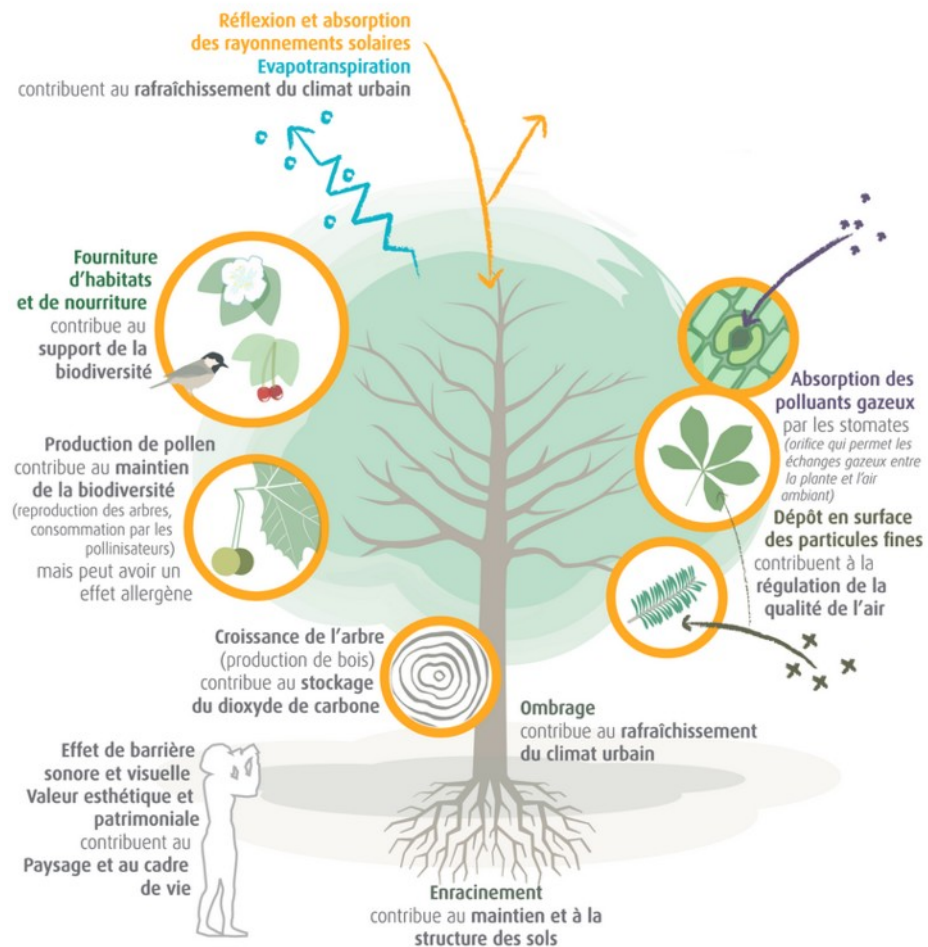 Réflexion et absorption
des rayonnements solaires
Evapotranspiration
contribuent au rafraîchissement du climat urbain
Fourniture
d'habitats
et de nourriture
contribue au
support de la
biodiversité
Production de pollen
contribue au maintien
de la biodiversité
(reproduction des arbres,
consommation par les
pollinisateurs)
mais peut avoir un
effet allergène
Absorption des
polluants gazeux
par les stomates
(orifice qui permet les
échanges gazeux entre
la plante et l'air
ambiant)
Dépôt en surface
des particules fines
contribuent à la
régulation de la
qualité de l'air
Croissance de l'arbre
(production de bois)
contribue au stockage
du dioxyde de carbone
Ombrage
contribue au rafraîchissement
du climat urbain
Effet de barrière
sonore et visuelle
Valeur esthétique et
patrimoniale
contribuent au
Paysage et au cadre
de vie
Enracinement
contribue au maintien et à la
structure des sols